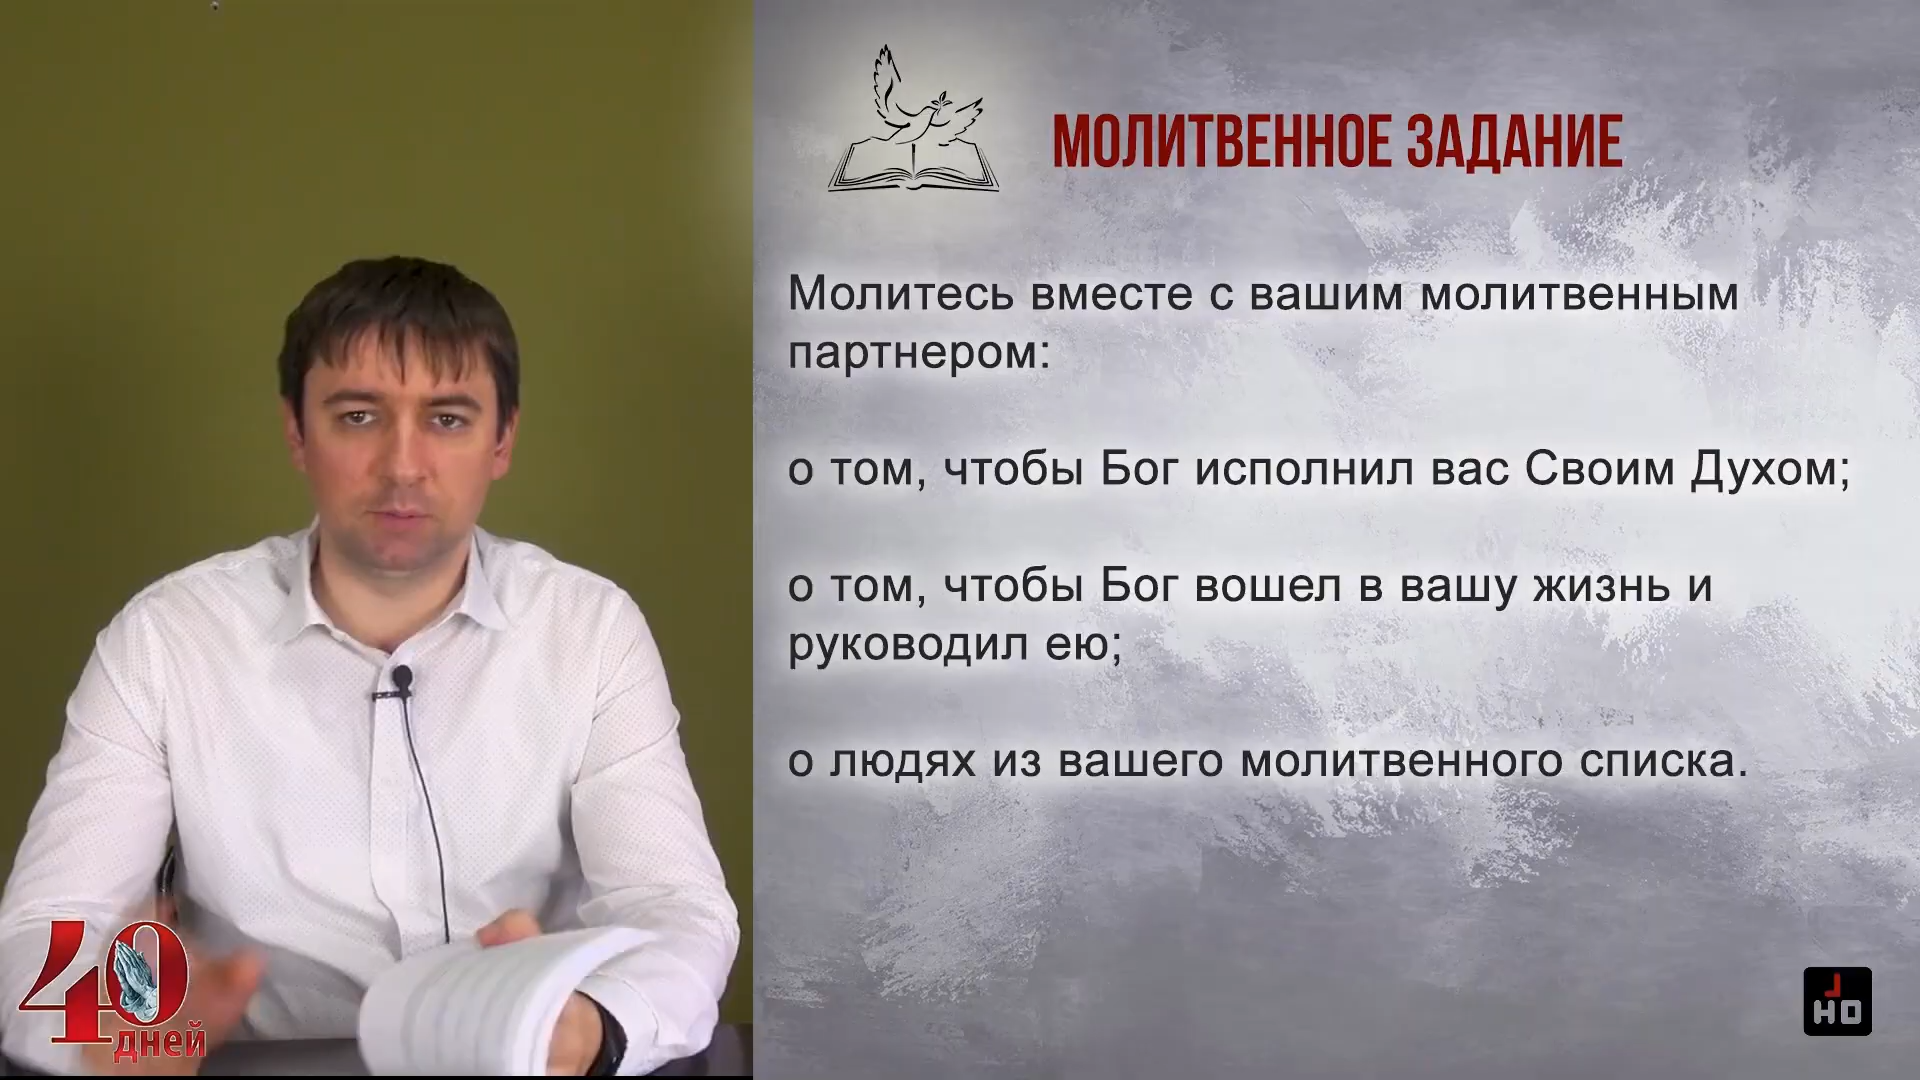 МОЛИТВЕННОЕ ЗАДАНИЕ
Молитесь вместе с вашим молитвенным
партнером:
о том, чтобы Бог исполнил вас Своим Духом;
о том, чтобы Бог вошел в вашу жизнь и
руководил ею;
о людях из вашего молитвенного списка.
40
дней
НО